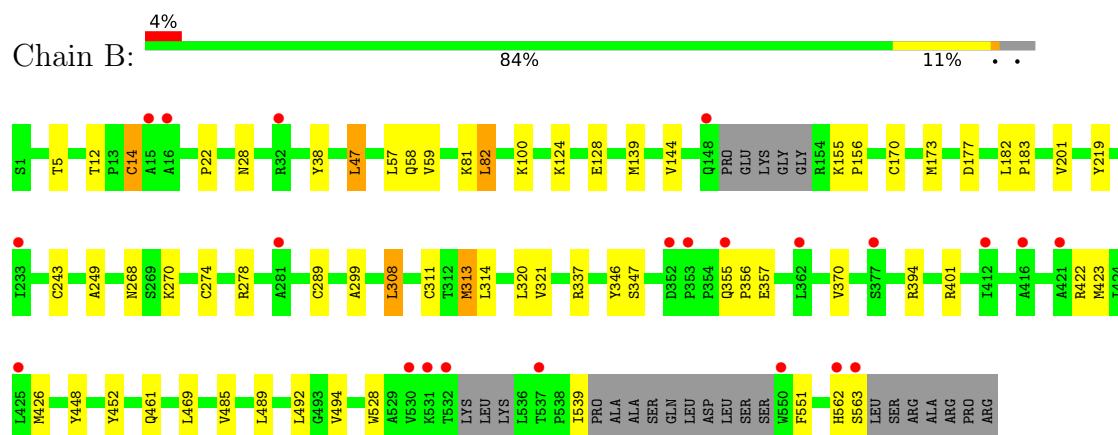 4%
Chain B:
84% 11% • •
S1 T5 T12 P13 C14 A15 A16 P22 N28 R32 Y38 L47 L57 Q58 V59 K81 L82 K100 K124 E128 M139 V144 Q148 PRO GLU LYS GLY GLY R154 K155 P156 C170 M173 D177 L182 P183 V201 Y219
I233 C243 A249 N268 S269 K270 C274 R278 A281 C289 A299 L308 C311 T312 M313 L314 L320 V321 R337 Y346 S347 D352 P353 P354 Q355 P356 E357 L362 V370 S377 R394 R401 I412 A416 A421 R422 M423 I424
L425 M426 Y448 Y452 Q461 L469 V485 L489 L492 G493 V494 W528 A529 V530 K531 T532 LYS LEU LYS L536 T537 P538 I539 PRO ALA ALA SER GLN LEU ASP LEU SER SER W550 F551 H562 S563 LEU SER ARG ALA ARG PRO ARG